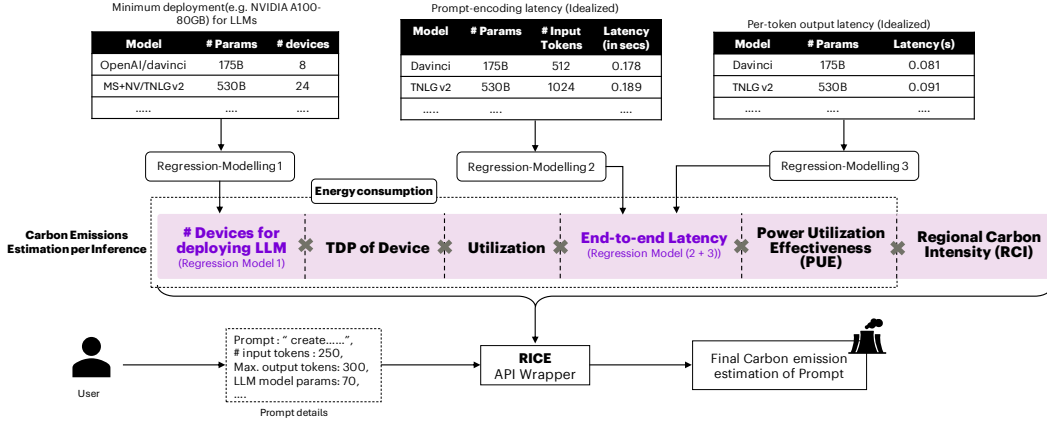 Minimum deployment(e.g. NVIDIA A100-
80GB) for LLMs
Model # Params # devices
OpenAI/davinci 175B 8
MS+NV/TNLG v2 530B 24
..... .... ....
Prompt-encoding latency (Idealized)
Model # Params # Input Tokens Latency (in secs)
Davinci 175B 512 0.178
TNLG v2 530B 1024 0.189
..... .... ....
Per-token output latency (Idealized)
Model # Params Latency (s)
Davinci 175B 0.081
TNLG v2 530B 0.091
..... .... ....
Regression-Modelling 1
Regression-Modelling 2
Regression-Modelling 3
Energy consumption
Carbon Emissions
Estimation per Inference
# Devices for
deploying LLM
(Regression Model 1)
TDP of Device
Utilization
End-to-end Latency
(Regression Model (2 + 3))
Power Utilization
Effectiveness
(PUE)
Regional Carbon
Intensity (RCI)
User
Prompt : “ create......”,
# input tokens : 250,
Max. output tokens: 300,
LLM model params: 70,
....
Prompt details
RICE
API Wrapper
Final Carbon emission
estimation of Prompt